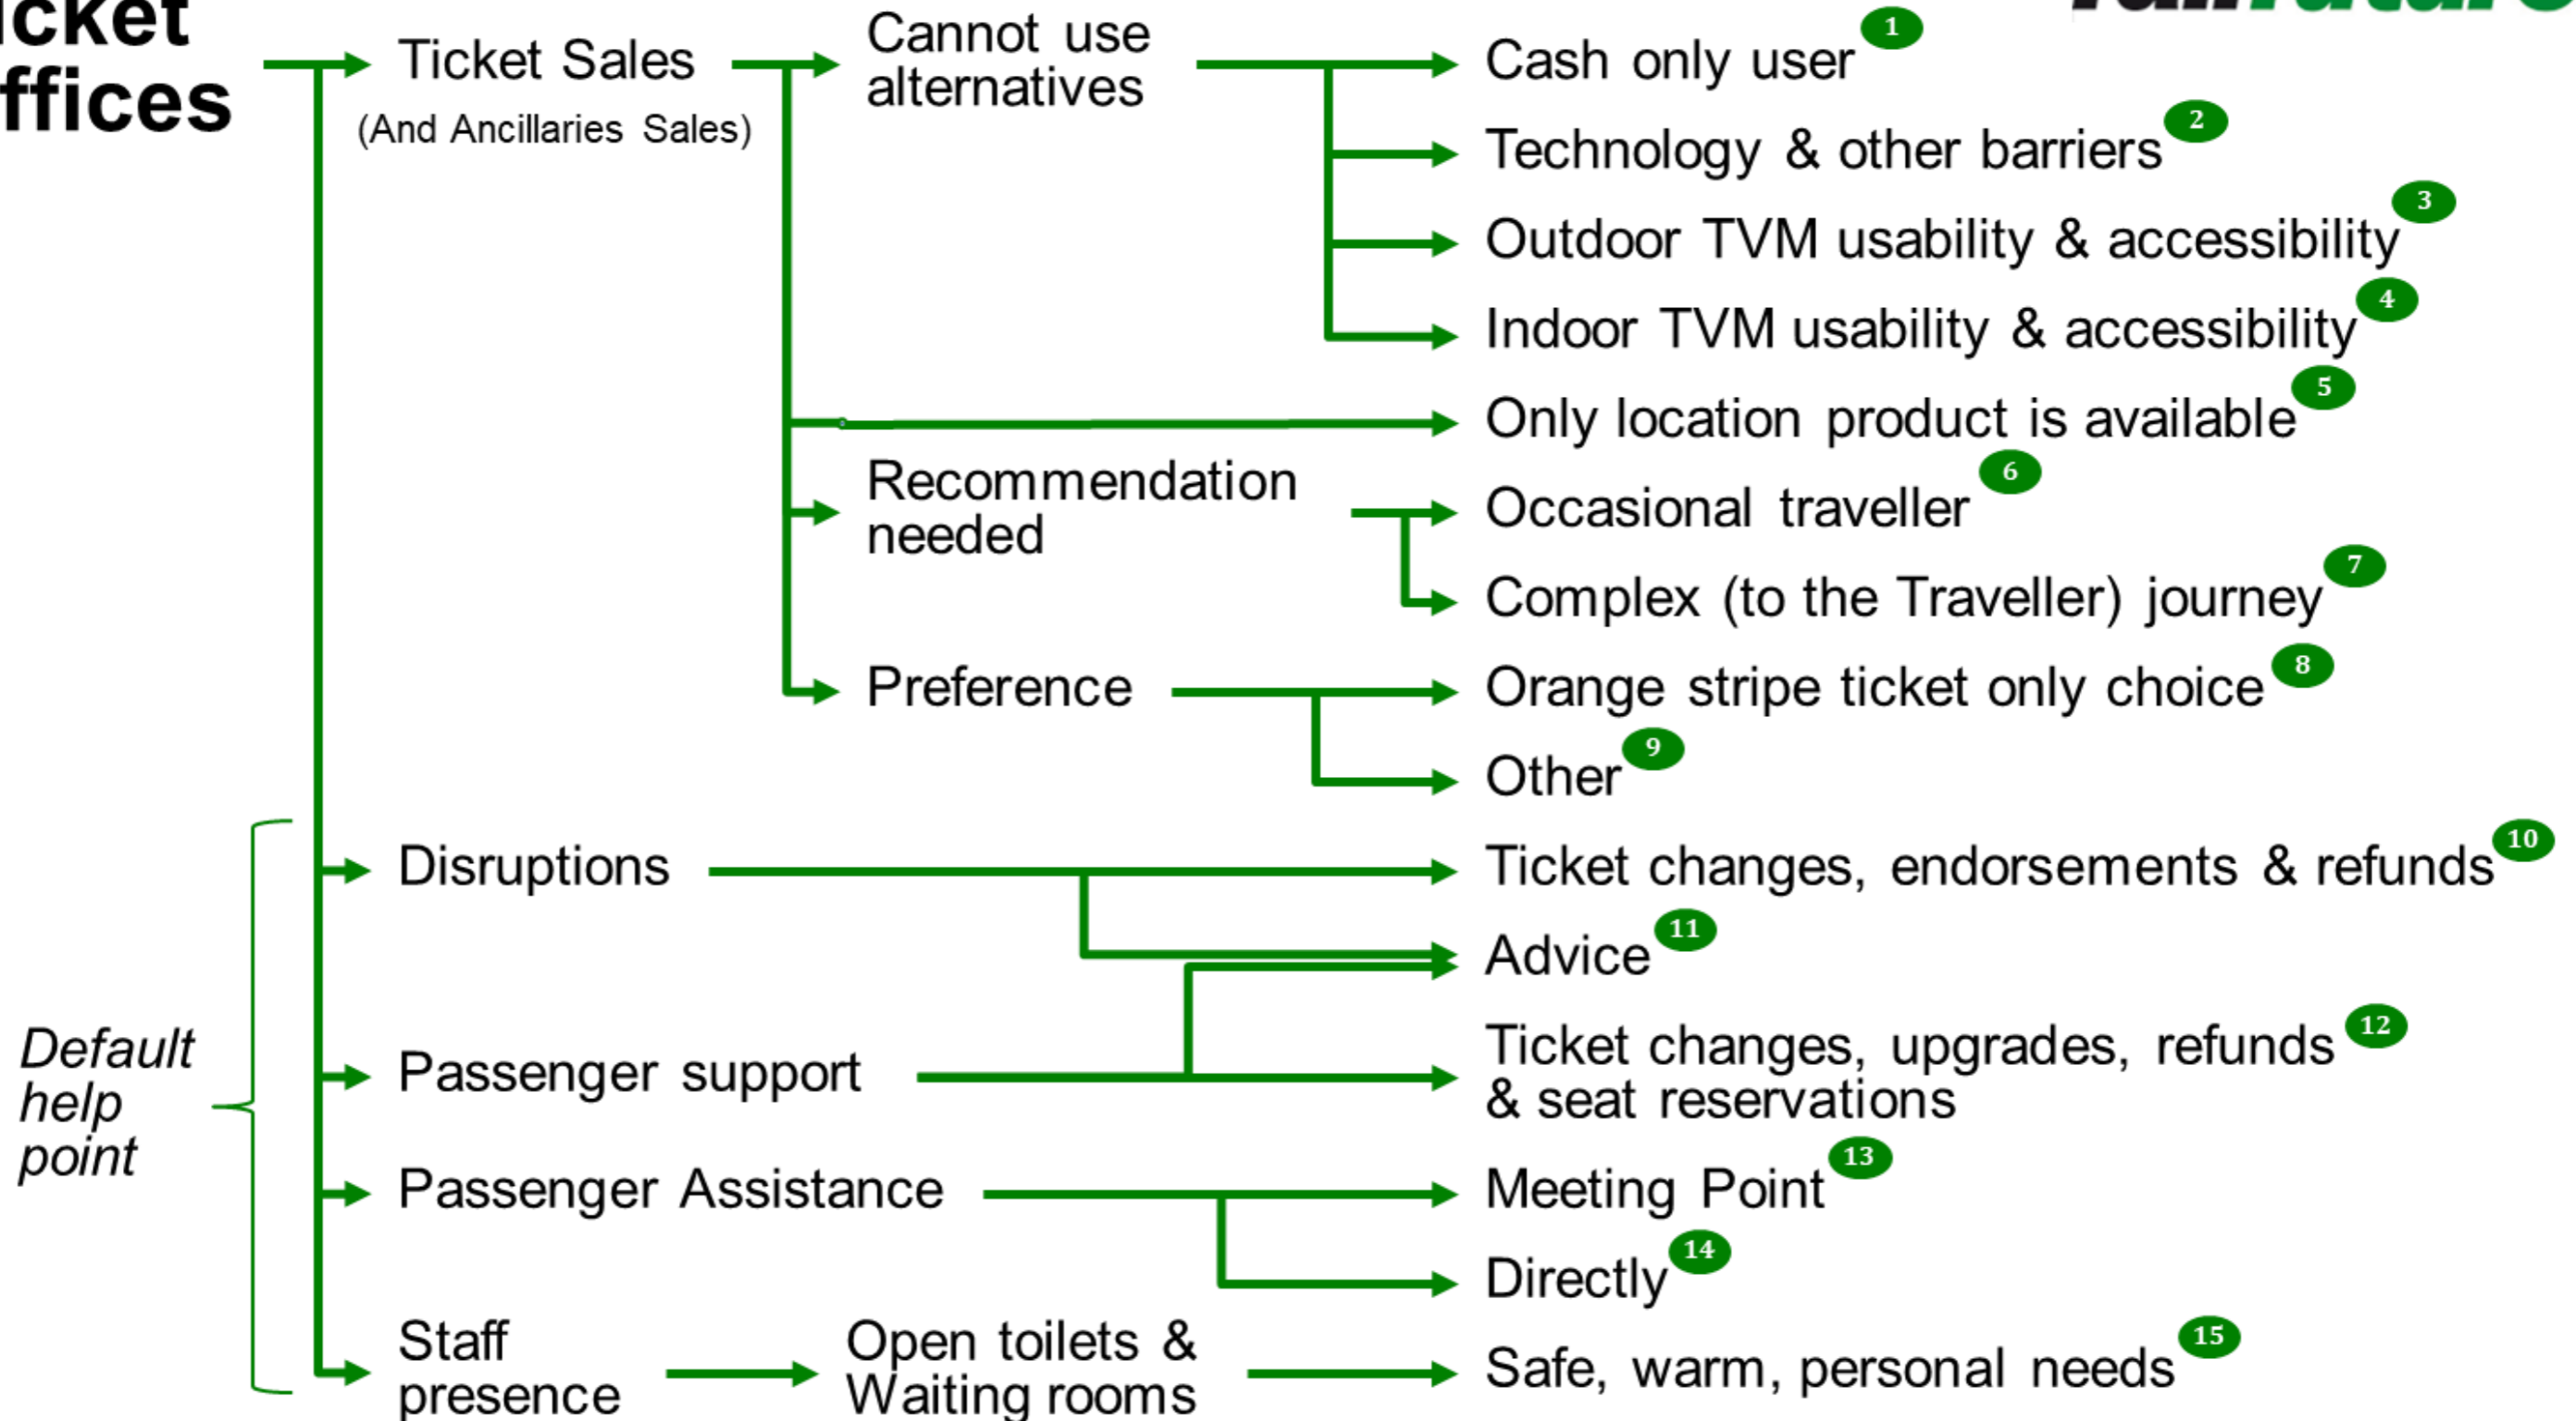 icket
ffices
Ticket Sales
(And Ancillaries Sales)
Cannot use
alternatives
Cash only user 1
Technology & other barriers 2
Outdoor TVM usability & accessibility 3
Indoor TVM usability & accessibility 4
Only location product is available 5
Recommendation
needed
Occasional traveller 6
Complex (to the Traveller) journey 7
Preference
Orange stripe ticket only choice 8
Other 9
Default
help
point
Disruptions
Ticket changes, endorsements & refunds 10
Advice 11
Passenger support
Ticket changes, upgrades, refunds 12
& seat reservations
Passenger Assistance
Meeting Point 13
Directly 14
Staff
presence
Open toilets &
Waiting rooms
Safe, warm, personal needs 15